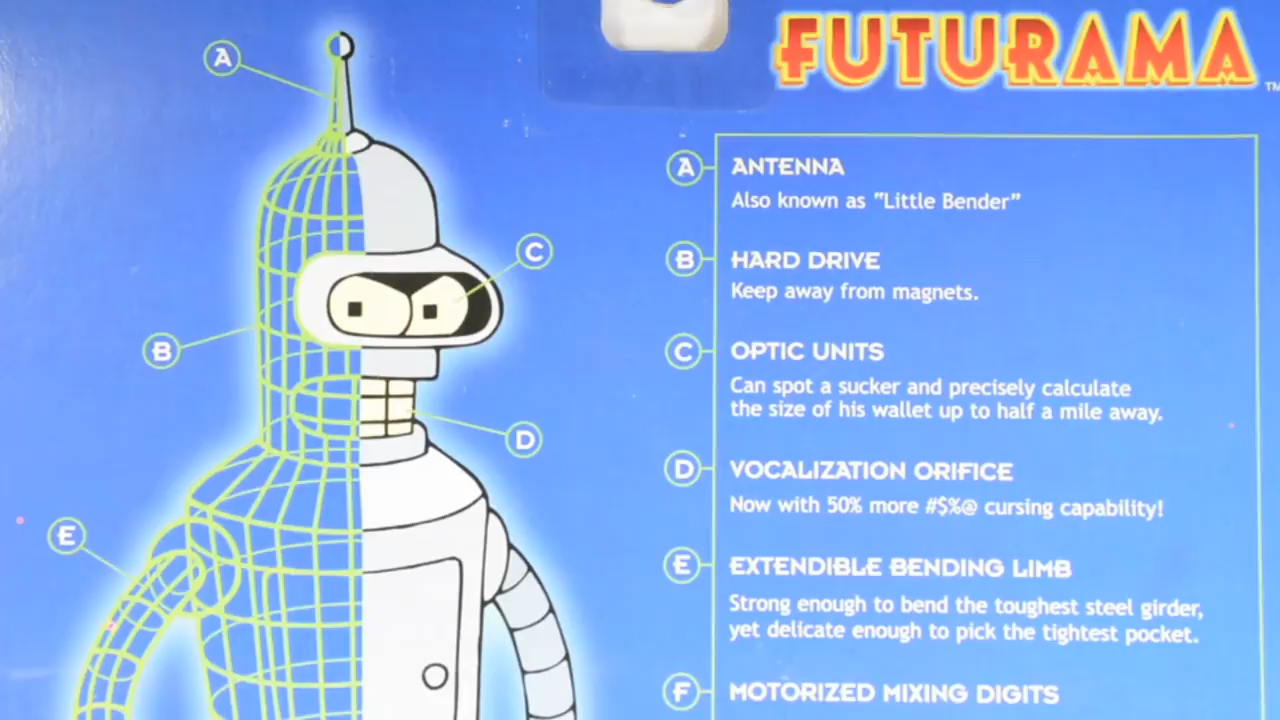 FUTURAMA
TM
A
ANTENNA
Also known as "Little Bender"
B
HARD DRIVE
Keep away from magnets.
C
OPTIC UNITS
Can spot a sucker and precisely calculate
the size of his wallet up to half a mile away.
D
VOCALIZATION ORIFICE
Now with 50% more #$%@ cursing capability!
E
EXTENDIBLE BENDING LIMB
Strong enough to bend the toughest steel girder,
yet delicate enough to pick the tightest pocket.
F
MOTORIZED MIXING DIGITS
A
C
B
D
E